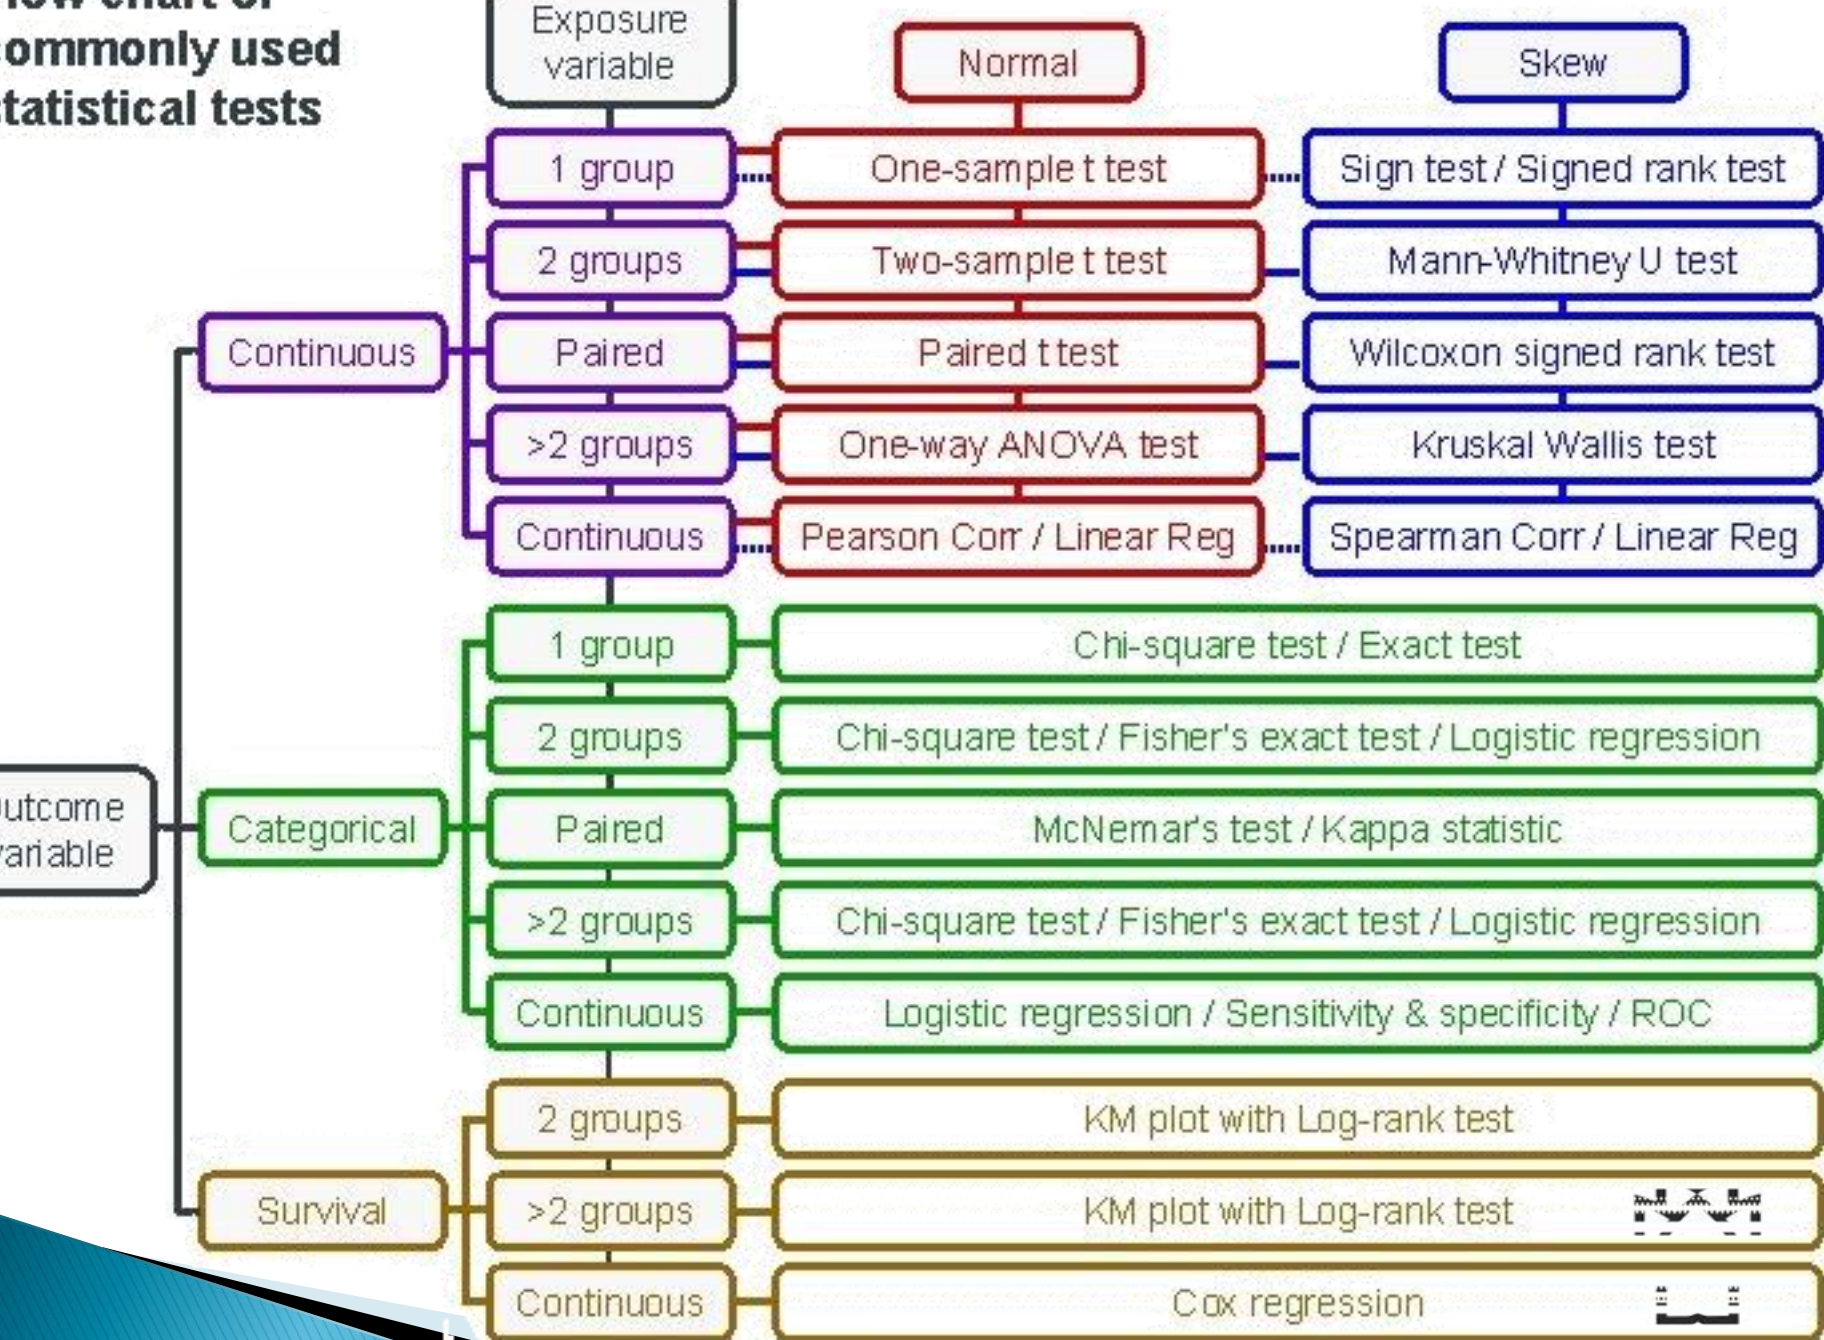 commonly used
statistical tests
Exposure
variable
Normal
Skew
1 group
One-sample t test
Sign test / Signed rank test
2 groups
Two-sample t test
Mann-Whitney U test
Continuous
Paired
Paired t test
Wilcoxon signed rank test
>2 groups
One-way ANOVA test
Kruskal Wallis test
Continuous
Pearson Corr / Linear Reg
Spearman Corr / Linear Reg
1 group
Chi-square test / Exact test
2 groups
Chi-square test / Fisher's exact test / Logistic regression
Outcome
variable
Categorical
Paired
McNemar's test / Kappa statistic
>2 groups
Chi-square test / Fisher's exact test / Logistic regression
Continuous
Logistic regression / Sensitivity & specificity / ROC
2 groups
KM plot with Log-rank test
Survival
>2 groups
KM plot with Log-rank test
Continuous
Cox regression